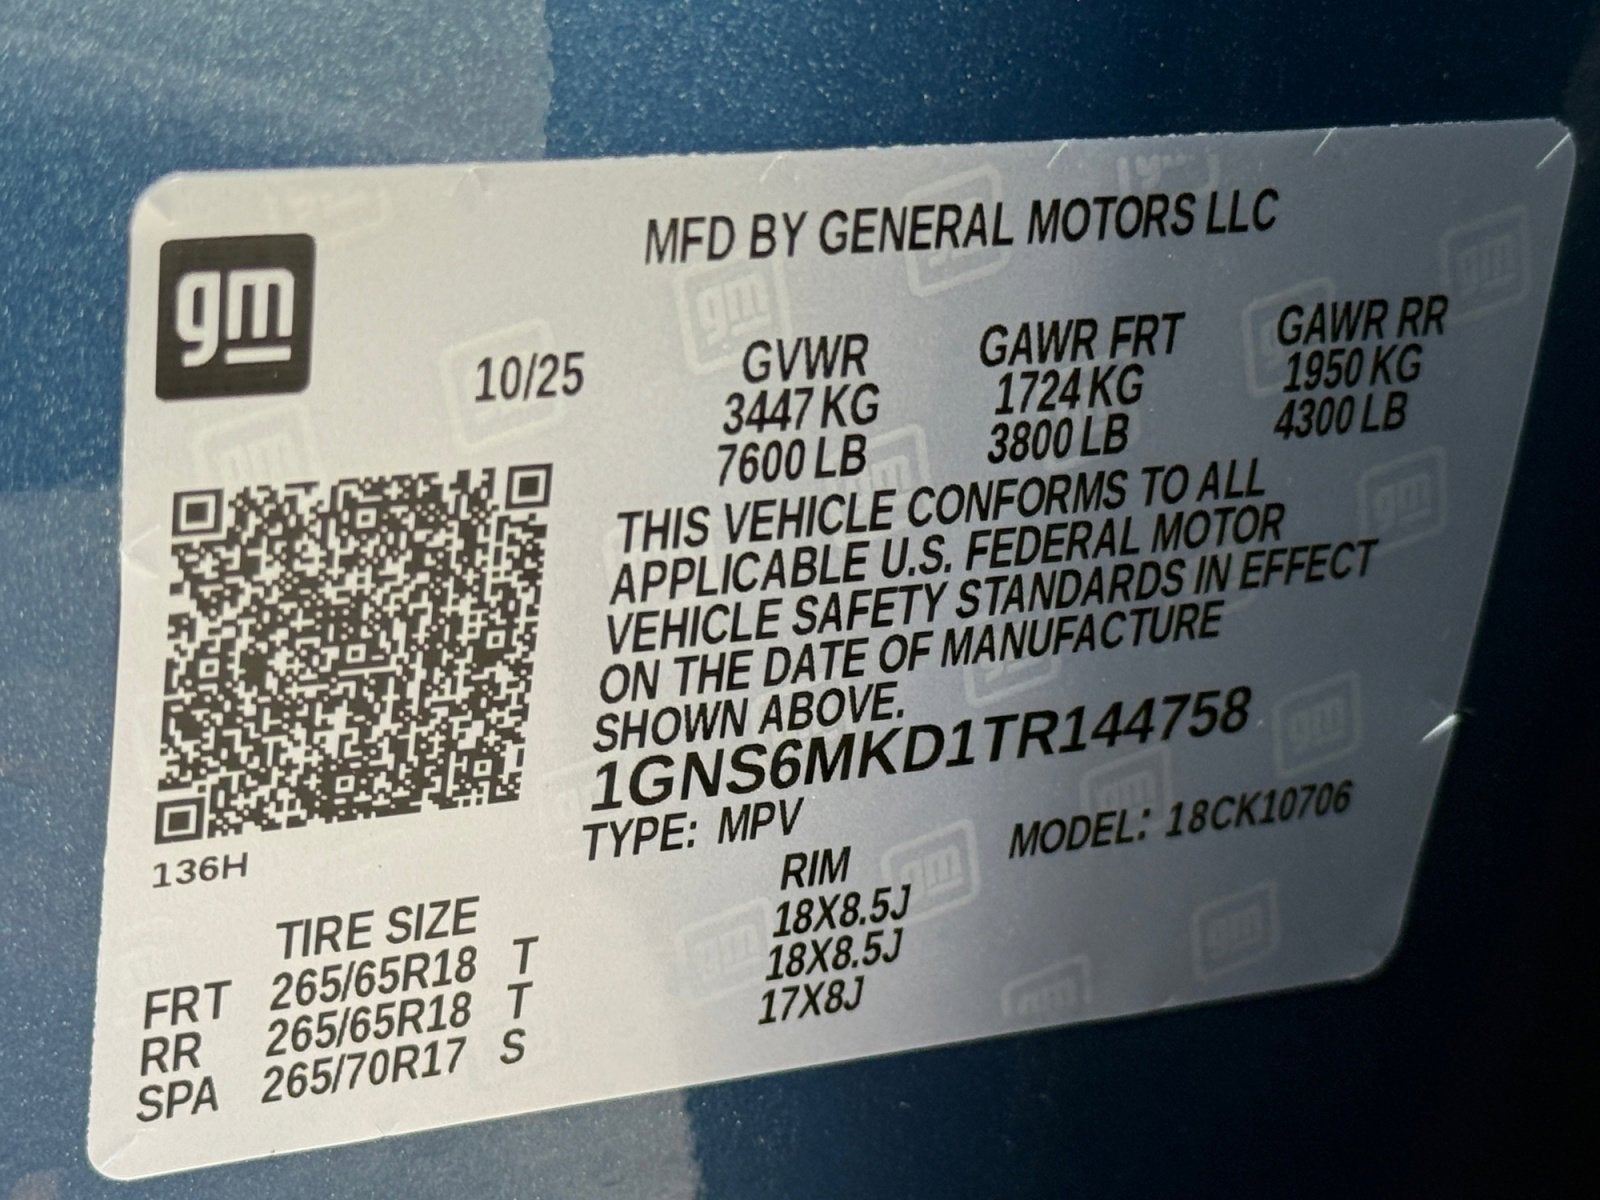 gm
MFD BY GENERAL MOTORS LLC
10/25
GVWR GAWR FRT GAWR RR
3447 KG 1724 KG 1950 KG
7600 LB 3800 LB 4300 LB
THIS VEHICLE CONFORMS TO ALL
APPLICABLE U.S. FEDERAL MOTOR
VEHICLE SAFETY STANDARDS IN EFFECT
ON THE DATE OF MANUFACTURE
SHOWN ABOVE.
1GNS6MKD1TR144758
TYPE: MPV MODEL: 18CK10706
136H
TIRE SIZE RIM
FRT 265/65R18 T 18X8.5J
RR 265/65R18 T 18X8.5J
SPA 265/70R17 S 17X8J